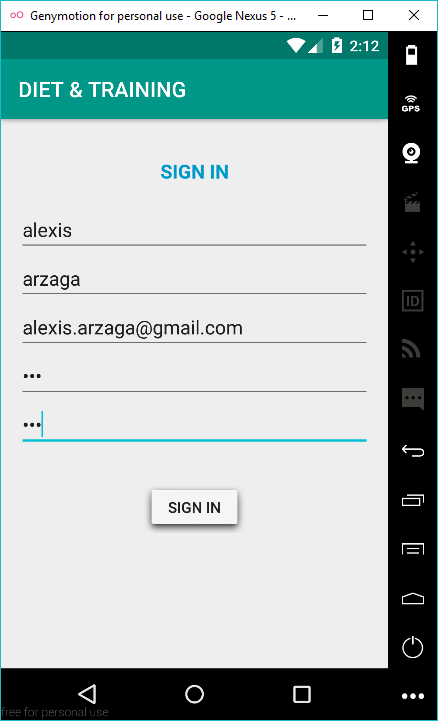 Genymotion for personal use - Google Nexus 5 - ...
2:12
DIET & TRAINING
GPS
SIGN IN
alexis
arzaga
alexis.arzaga@gmail.com
•••
•••
SIGN IN
ID
free for personal use